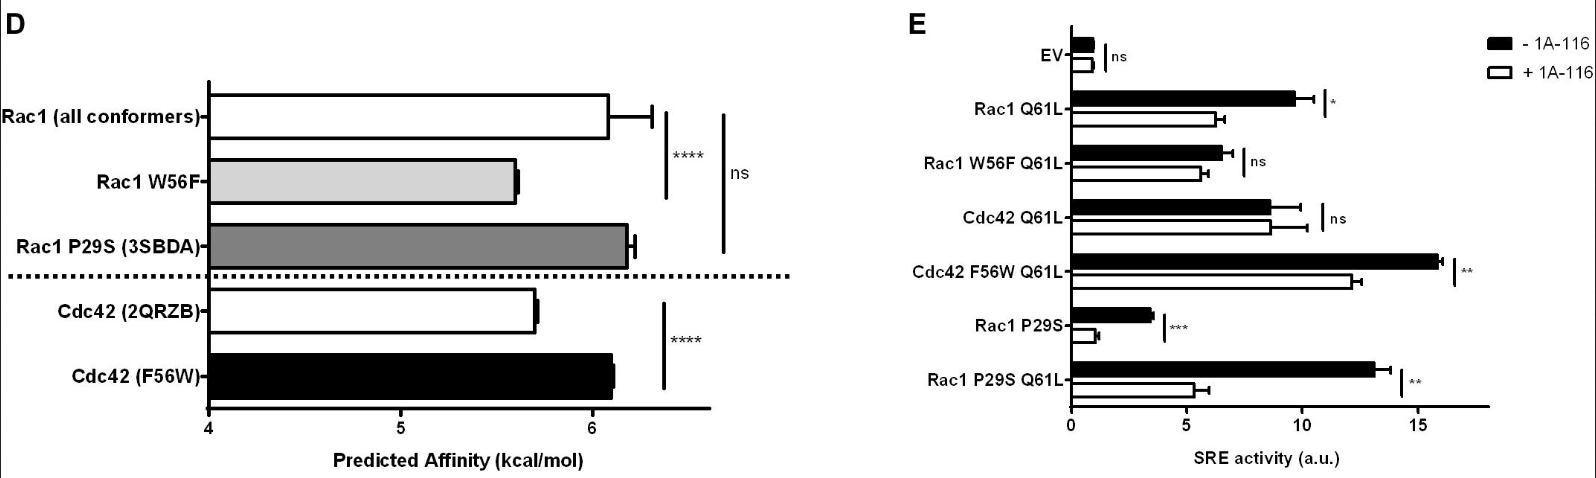 D
Rac1 (all conformers)
Rac1 W56F
Rac1 P29S (3SBDA)
Cdc42 (2QRZB)
Cdc42 (F56W)
****
ns
****
4
5
6
Predicted Affinity (kcal/mol)
E
- 1A-116
+ 1A-116
EV
ns
Rac1 Q61L
*
Rac1 W56F Q61L
ns
Cdc42 Q61L
ns
Cdc42 F56W Q61L
**
Rac1 P29S
***
Rac1 P29S Q61L
**
0
5
10
15
SRE activity (a.u.)